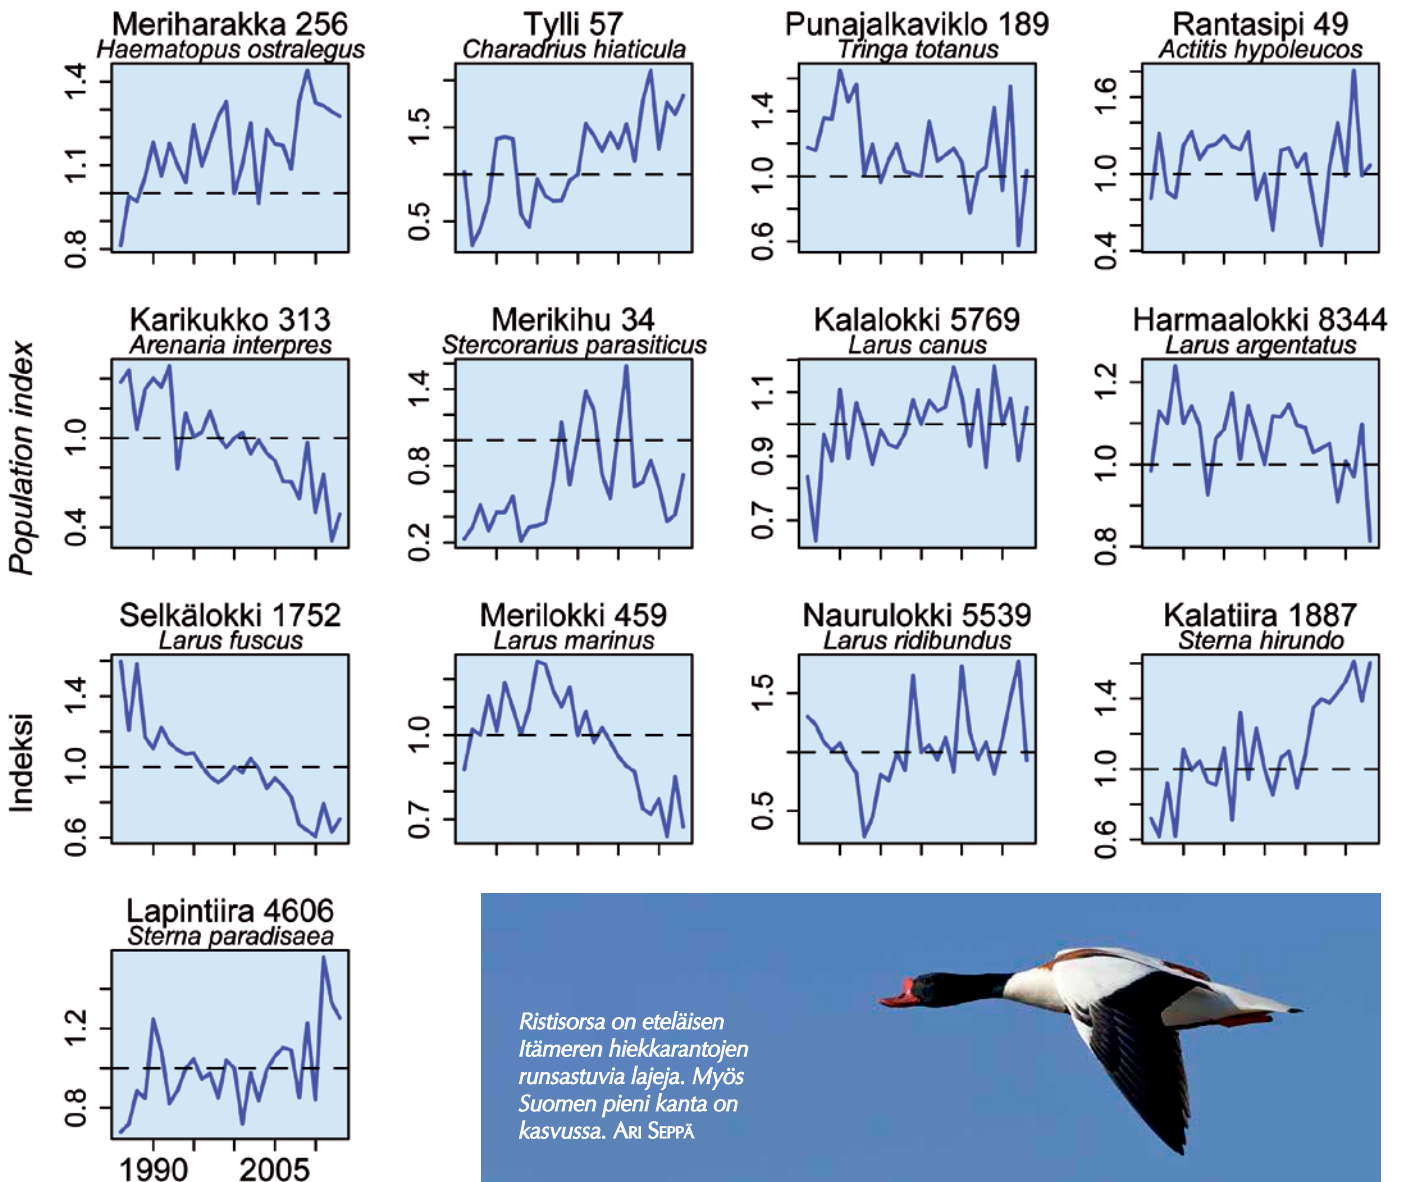 Meriharakka 256
Haematopus ostralegus
1.4
1.1
0.8
Tylli 57
Charadrius hiaticula
1.5
0.5
Punajalkaviklo 189
Tringa totanus
1.4
1.0
0.6
Rantasipi 49
Actitis hypoleucos
1.6
1.0
0.4
Population index
Indeksi
Karikukko 313
Arenaria interpres
1.0
0.4
Merikihu 34
Stercorarius parasiticus
1.4
0.8
0.2
Kalalokki 5769
Larus canus
1.1
0.9
0.7
Harmaalokki 8344
Larus argentatus
1.2
1.0
0.8
Selkälokki 1752
Larus fuscus
1.4
1.0
0.6
Merilokki 459
Larus marinus
1.0
0.7
Naurulokki 5539
Larus ridibundus
1.5
0.5
Kalatiira 1887
Sterna hirundo
1.4
1.0
0.6
Lapintiira 4606
Sterna paradisaea
1.2
0.8
1990 2005
Ristisorsa on eteläisen
Itämeren hiekkarantojen
runsastuvia lajeja. Myös
Suomen pieni kanta on
kasvussa. ARI SEPPÄ